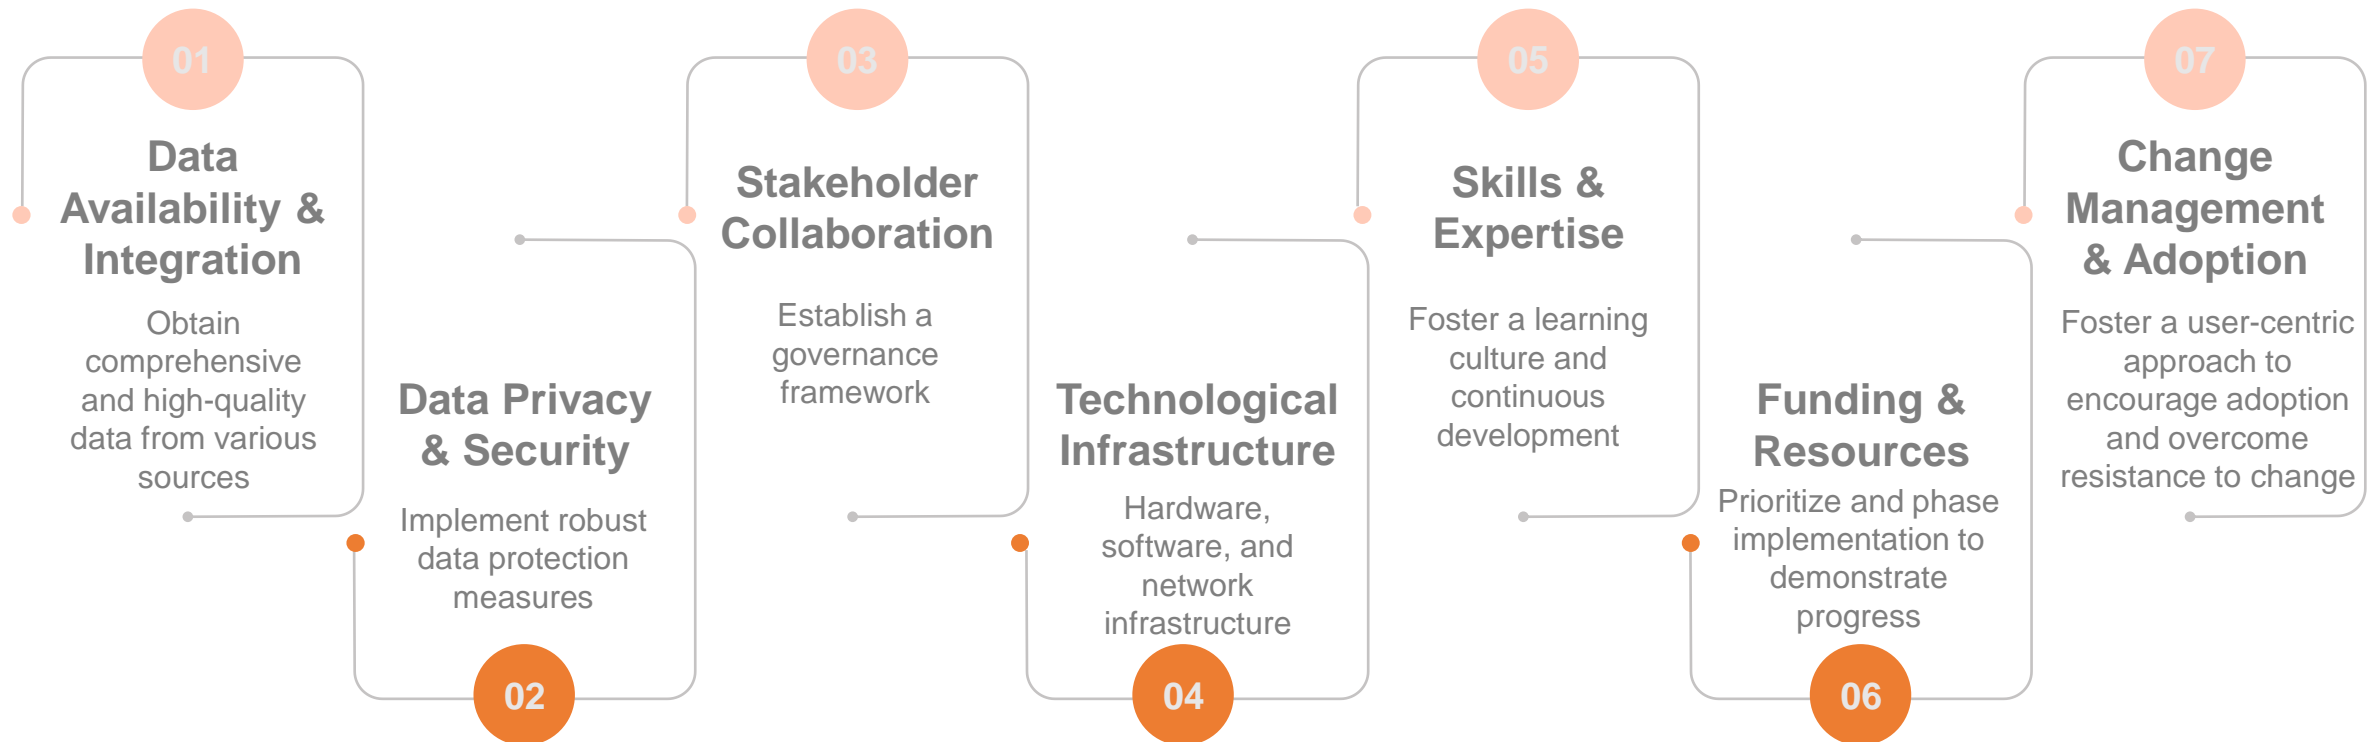 01
Data
Availability &
Integration
Obtain
comprehensive
and high-quality
data from various
sources
Data Privacy
& Security
Implement robust
data protection
measures
02
03
Stakeholder
Collaboration
Establish a
governance
framework
Technological
Infrastructure
Hardware,
software, and
network
infrastructure
04
05
Skills &
Expertise
Foster a learning
culture and
continuous
development
Funding &
Resources
Prioritize and phase
implementation to
demonstrate
progress
06
07
Change
Management
& Adoption
Foster a user-centric
approach to
encourage adoption
and overcome
resistance to change